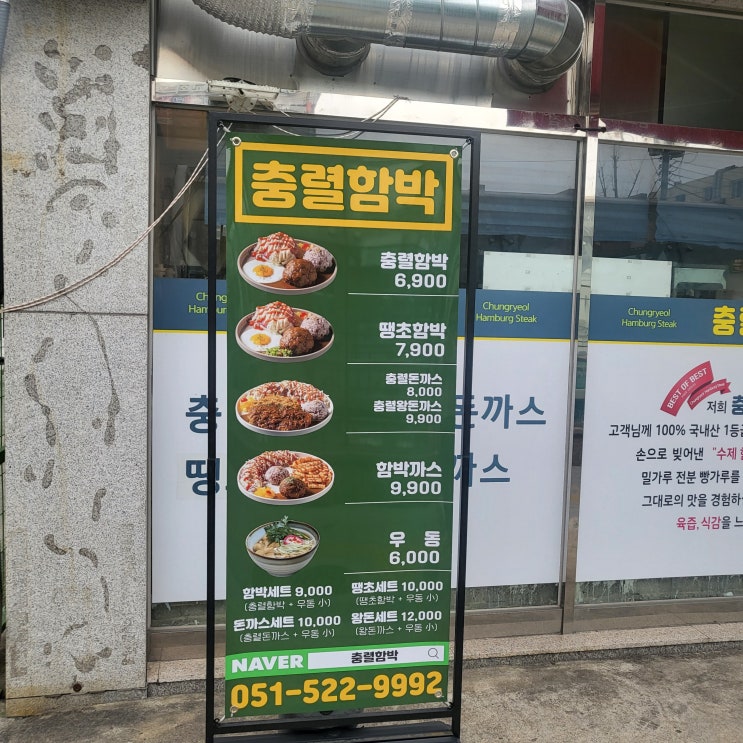 충렬함박
충렬함박
6,900
땡초함박
7,900
충렬돈까스
8,000
충렬왕돈까스
9,900
함박까스
9,900
우 동
6,000
함박세트 9,000
(충렬함박 + 우동 小)
땡초세트 10,000
(땡초함박 + 우동 小)
돈까스세트 10,000
(충렬돈까스 + 우동 小)
왕돈세트 12,000
(왕돈까스 + 우동 小)
NAVER 충렬함박
051-522-9992
Chungryeol
Hamburg Steak
Chungryeol
Hamburg Steak
충
돈까스
땡
까스
BEST OF BEST
저희
고객님께 100% 국내산 1등급
손으로 빚어낸 "수제
밀가루 전분 빵가루를
그대로의 맛을 경험하
육즙, 식감을 느